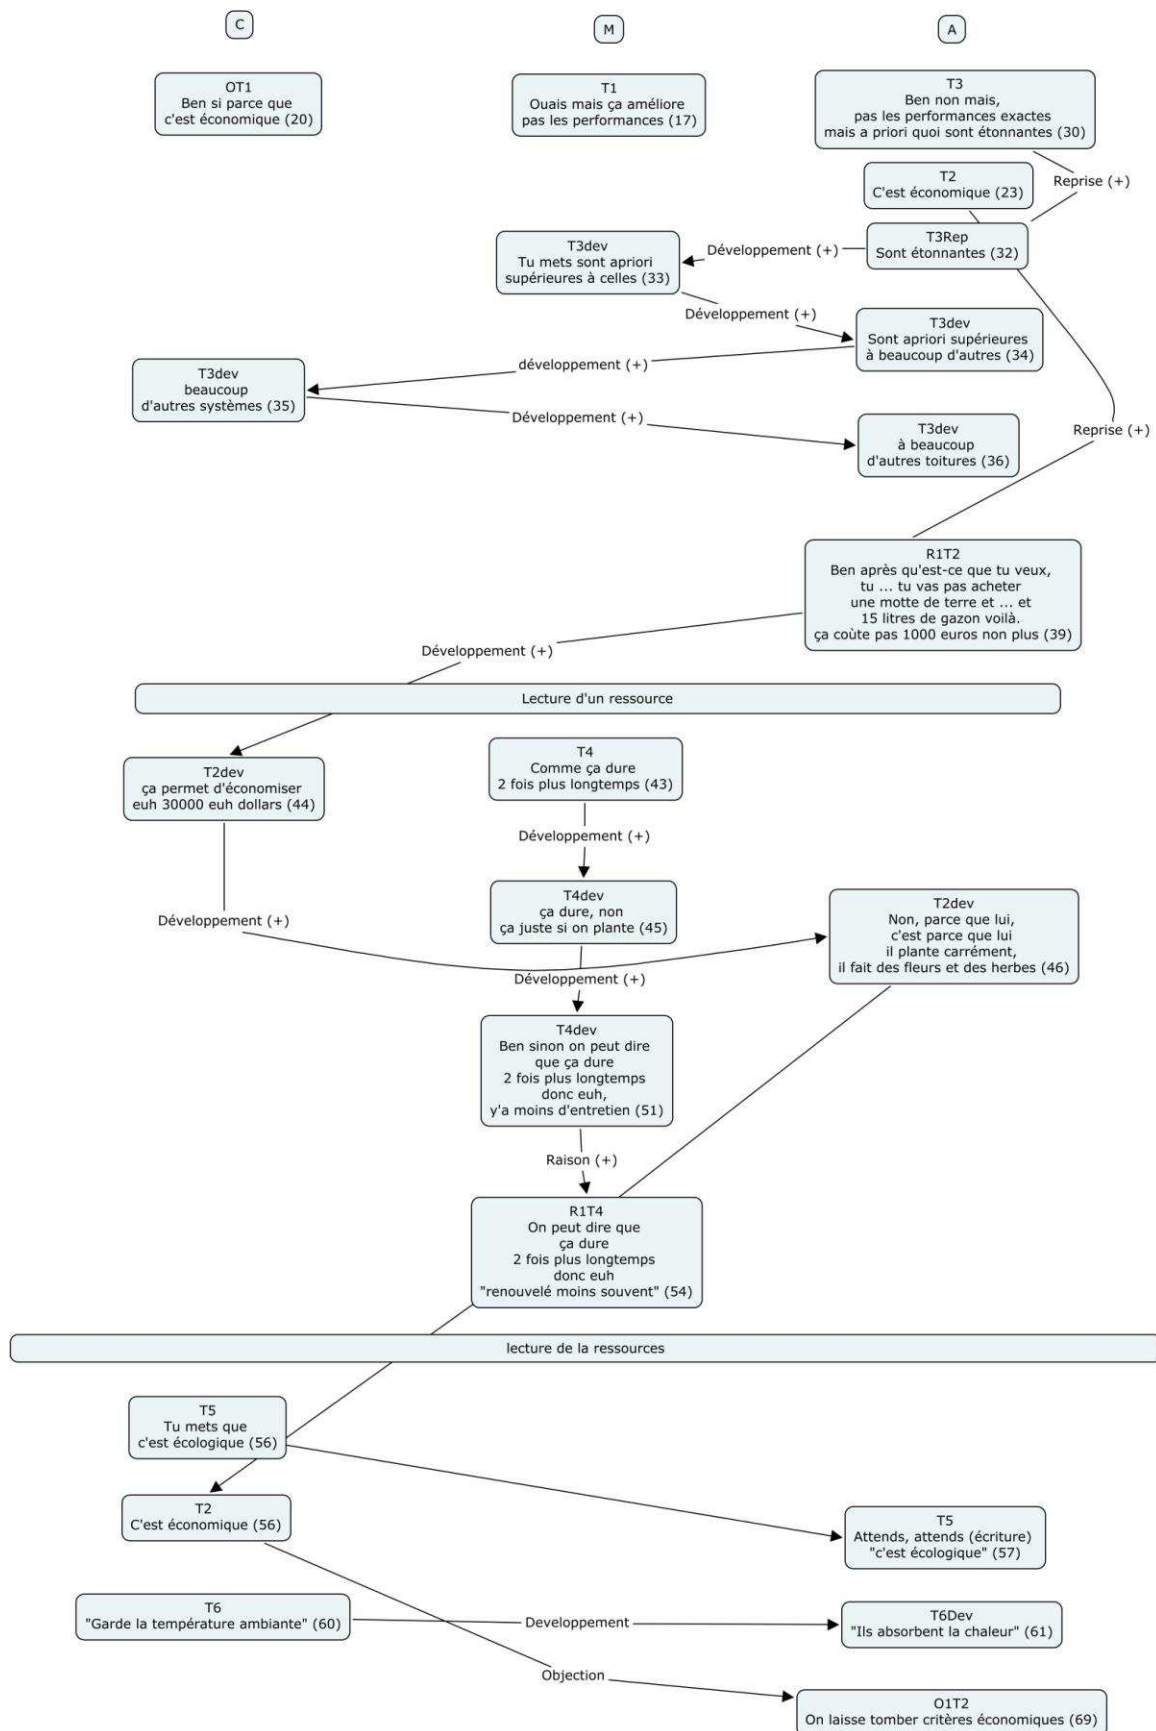 C
M
A
OT1
Ben si parce que
c'est économique (20)
T1
Ouais mais ça améliore
pas les performances (17)
T3
Ben non mais,
pas les performances exactes
mais a priori quoi sont étonnantes (30)
Reprise (+)
T2
C'est économique (23)
T3Rep
Sont étonnantes (32)
Développement (+)
T3dev
Tu mets sont apriori
supérieures à celles (33)
Développement (+)
T3dev
Sont apriori supérieures
à beaucoup d'autres (34)
développement (+)
T3dev
beaucoup
d'autres systèmes (35)
Développement (+)
Reprise (+)
T3dev
à beaucoup
d'autres toitures (36)
R1T2
Ben après qu'est-ce que tu veux,
tu ... tu vas pas acheter
une motte de terre et ... et
15 litres de gazon voilà.
ça coûte pas 1000 euros non plus (39)
Développement (+)
Lecture d'un ressource
T2dev
ça permet d'économiser
euh 30000 euh dollars (44)
T4
Comme ça dure
2 fois plus longtemps (43)
Développement (+)
T4dev
ça dure, non
ça juste si on plante (45)
Développement (+)
T2dev
Non, parce que lui,
c'est parce que lui
il plante carrément,
il fait des fleurs et des herbes (46)
Développement (+)
T4dev
Ben sinon on peut dire
que ça dure
2 fois plus longtemps
donc euh,
y'a moins d'entretien (51)
Raison (+)
R1T4
On peut dire que
ça dure
2 fois plus longtemps
donc euh
"renouvelé moins souvent" (54)
lecture de la ressources
T5
Tu mets que
c'est écologique (56)
T2
C'est économique (56)
T5
Attends, attends (écriture)
"c'est écologique" (57)
T6
"Garde la température ambiante" (60)
Developpement
T6Dev
"Ils absorbent la chaleur" (61)
Objection
O1T2
On laisse tomber critères économiques (69)